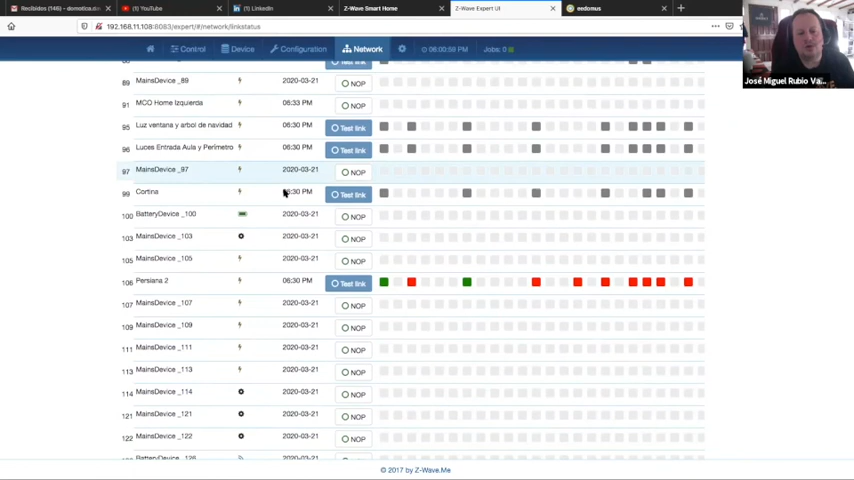 Recibidos (146) - domotica.
(1) YouTube
(1) LinkedIn
Z-Wave Smart Home
Z-Wave Expert UI
eedomus
192.168.11.108:8083/expert/#/network/linkstatus
Control Device Configuration Network 06:00:58 PM Jobs: 0
Test link
89 MainsDevice _89 2020-03-21 NOP
91 MCO Home Izquierda 06:33 PM NOP
95 Luz ventana y arbol de navidad 06:30 PM Test link
96 Luces Entrada Aula y Perímetro 06:30 PM Test link
97 MainsDevice _97 2020-03-21 NOP
99 Cortina 06:30 PM Test link
100 BatteryDevice _100 2020-03-21 NOP
103 MainsDevice _103 2020-03-21 NOP
105 MainsDevice _105 2020-03-21 NOP
106 Persiana 2 06:30 PM Test link
107 MainsDevice _107 2020-03-21 NOP
109 MainsDevice _109 2020-03-21 NOP
111 MainsDevice _111 2020-03-21 NOP
113 MainsDevice _113 2020-03-21 NOP
114 MainsDevice _114 2020-03-21 NOP
121 MainsDevice _121 2020-03-21 NOP
122 MainsDevice _122 2020-03-21 NOP
© 2017 by Z-Wave.Me
José Miguel Rubio Va...